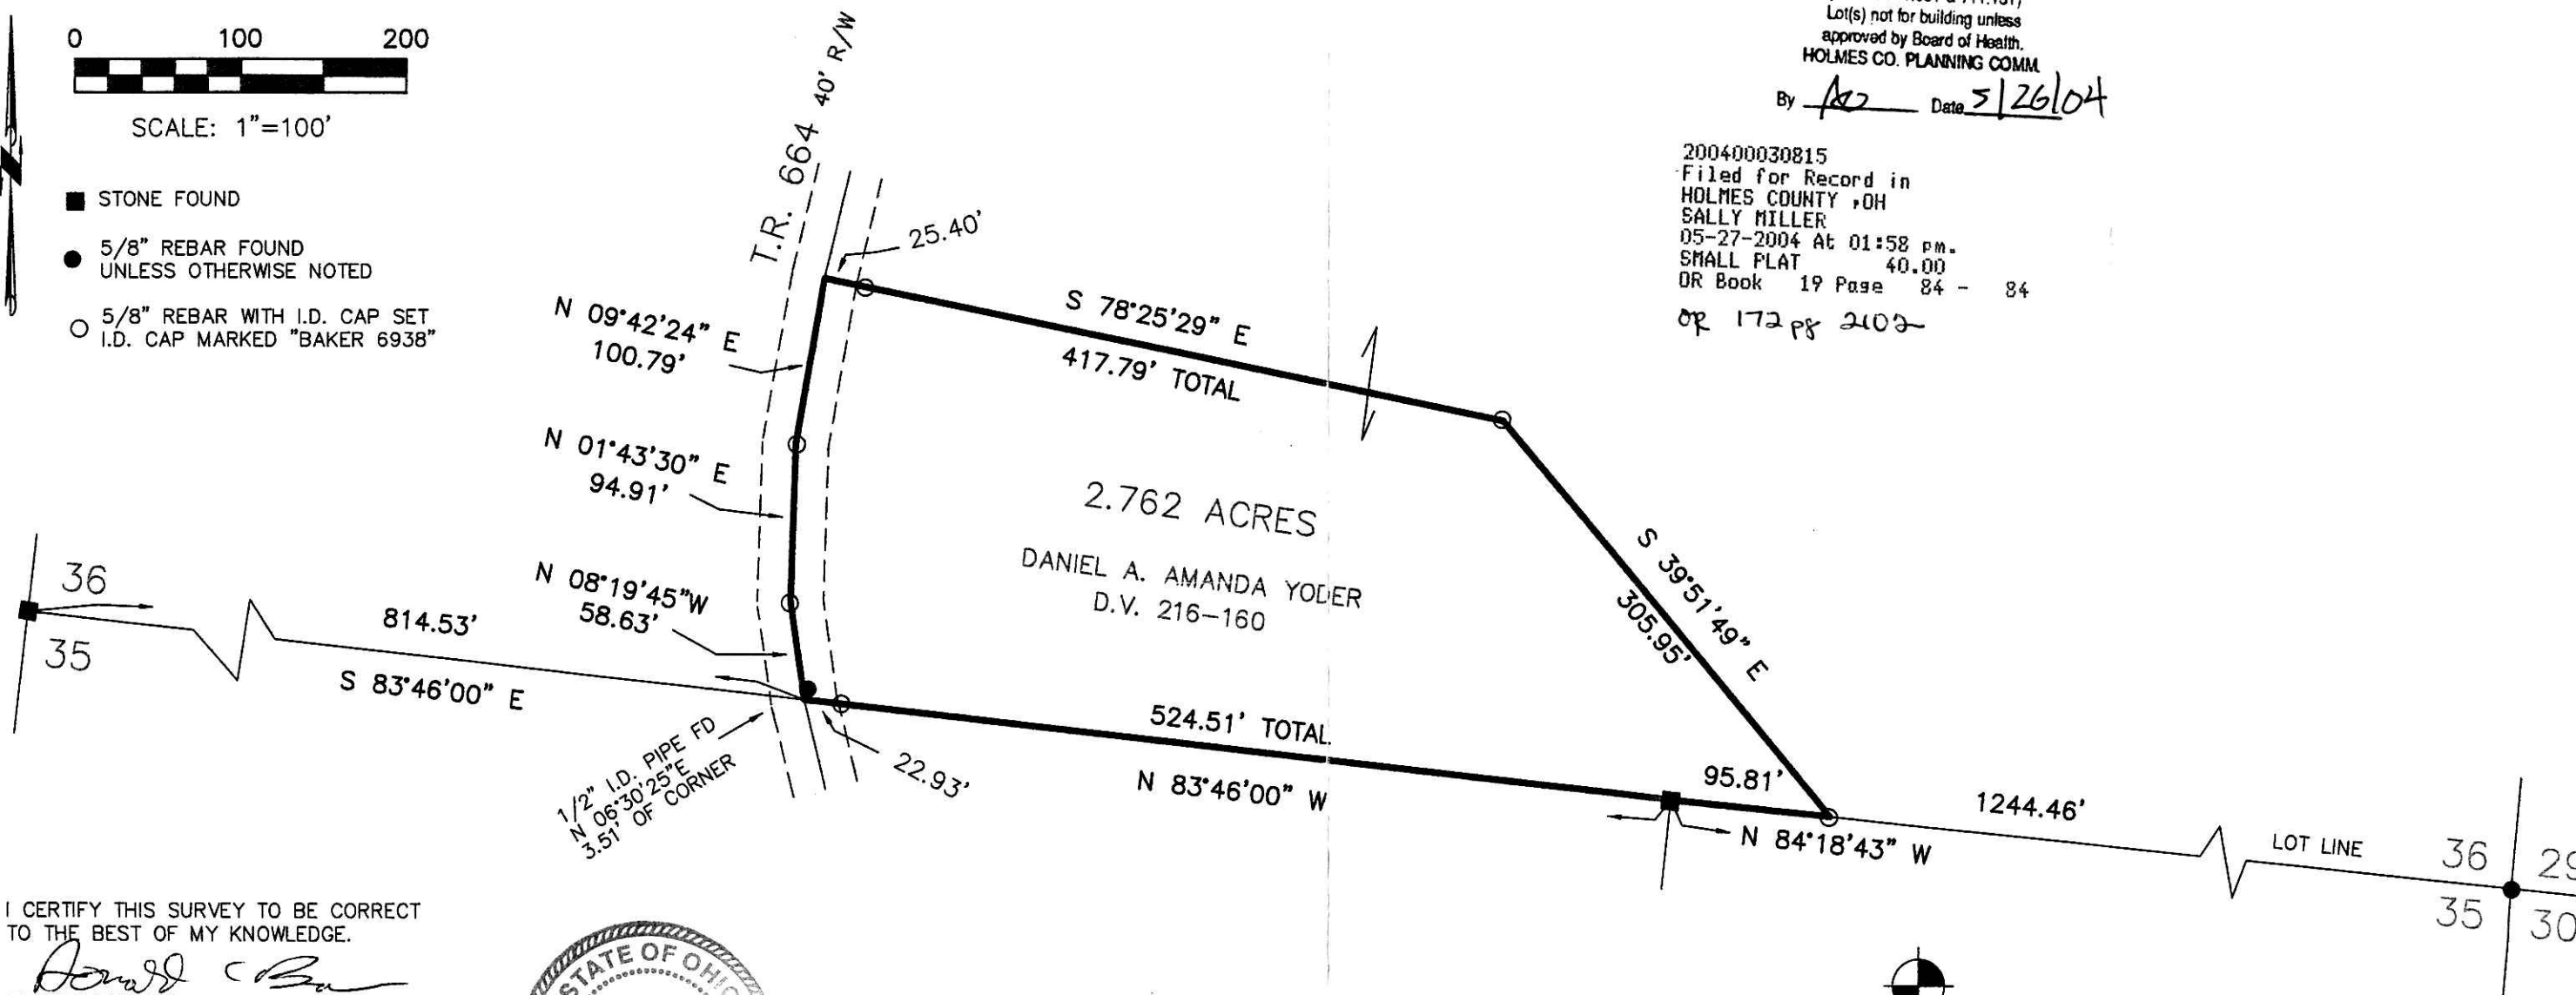 0 100 200
SCALE: 1"=100'
STONE FOUND
5/8" REBAR FOUND
UNLESS OTHERWISE NOTED
5/8" REBAR WITH I.D. CAP SET
I.D. CAP MARKED "BAKER 6938"
T.R. 664 40' R/W
25.40'
Lot(s) not for building unless
approved by Board of Health.
HOLMES CO. PLANNING COMM.
By Date 5/26/04
200400030815
Filed for Record in
HOLMES COUNTY ,OH
SALLY MILLER
05-27-2004 At 01:58 pm.
SMALL PLAT 40.00
OR Book 19 Page 84 - 84
OR 172 pg 2102
N 09°42'24" E
100.79'
S 78°25'29" E
417.79' TOTAL
N 01°43'30" E
94.91'
2.762 ACRES
DANIEL A. AMANDA YODER
D.V. 216-160
S 39°51'49" E
305.95'
N 08°19'45"W
58.63'
36
35
814.53'
S 83°46'00" E
1/2" I.D. PIPE FD
N 06°30'25"E
3.51' OF CORNER
22.93'
524.51' TOTAL
N 83°46'00" W
95.81'
N 84°18'43" W
1244.46'
LOT LINE
36 29
35 30
I CERTIFY THIS SURVEY TO BE CORRECT
TO THE BEST OF MY KNOWLEDGE.
STATE OF OHIO